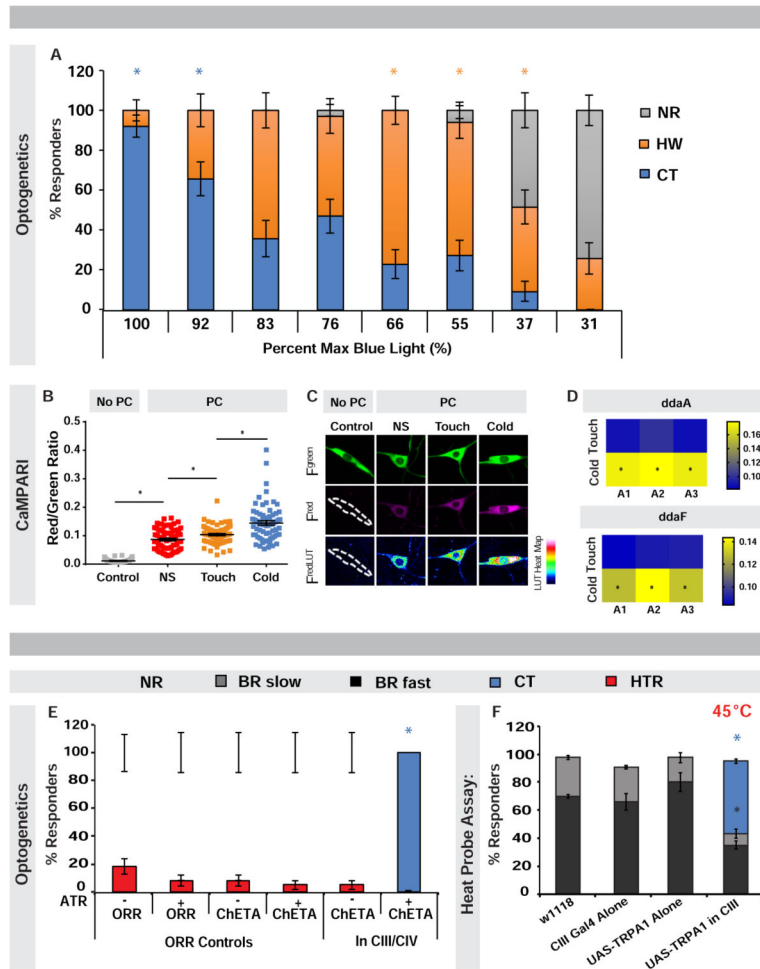 Optogenetics
A
% Responders
120
100
80
60
40
20
0
* * * * *
100 92 83 76 66 55 37 31
Percent Max Blue Light (%)
NR
HW
CT
CaMPARI
B
No PC PC
Red/Green Ratio
0.5
0.4
0.3
0.2
0.1
0.0
* * *
Control NS Touch Cold
C
No PC PC
Control NS Touch Cold
Fgreen
Fred
FredLUT
LUT Heat Map
D
ddaA
Cold Touch
* * *
A1 A2 A3
0.16
0.14
0.12
0.10
ddaF
Cold Touch
* * *
A1 A2 A3
0.14
0.12
0.10
NR BR slow BR fast CT HTR
Optogenetics
E
% Responders
120
100
80
60
40
20
0
*
ATR - + - + - +
ORR ORR ChETA ChETA ChETA ChETA
ORR Controls In CIII/CIV
Heat Probe Assay:
F
45°C
% Responders
120
100
80
60
40
20
0
*
*
w1118
CIII Gal4 Alone
UAS-TRPA1 Alone
UAS-TRPA1 in CIII